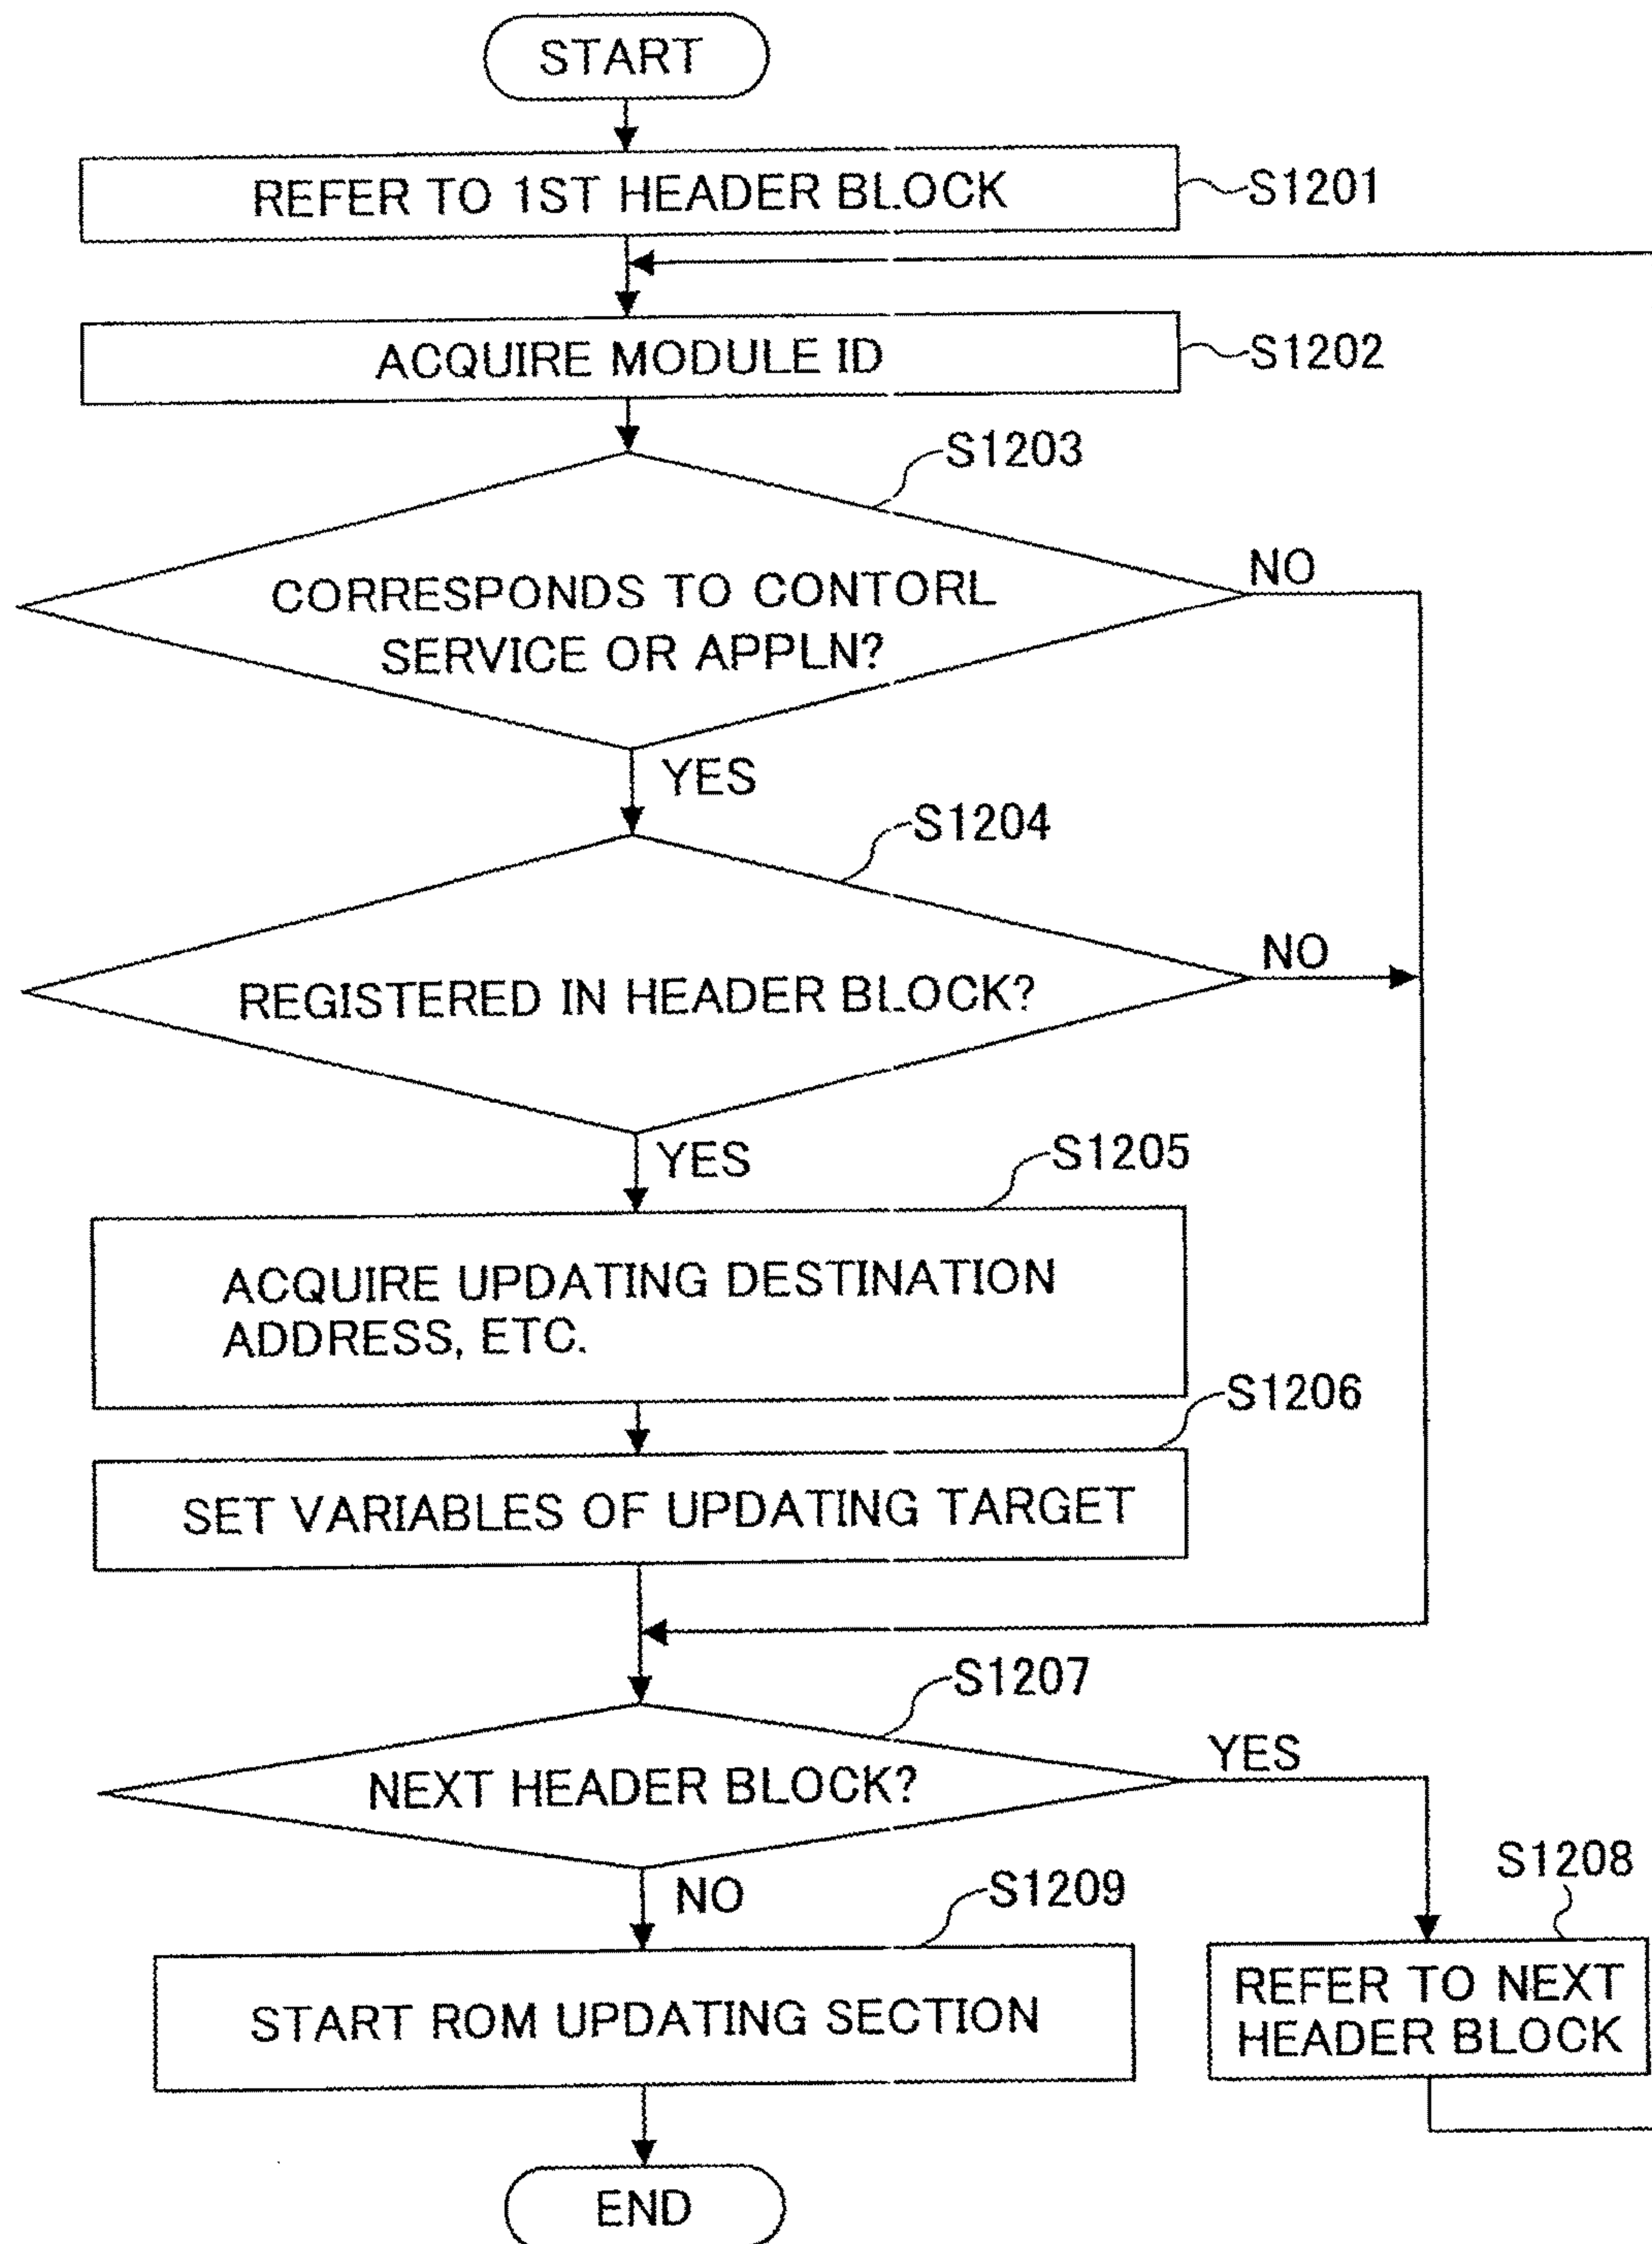 START
REFER TO 1ST HEADER BLOCK
S1201
ACQUIRE MODULE ID
S1202
S1203
CORRESPONDS TO CONTORL
SERVICE OR APPLN?
NO
YES
S1204
REGISTERED IN HEADER BLOCK?
NO
YES
S1205
ACQUIRE UPDATING DESTINATION
ADDRESS, ETC.
S1206
SET VARIABLES OF UPDATING TARGET
S1207
NEXT HEADER BLOCK?
YES
NO
S1208
REFER TO NEXT
HEADER BLOCK
S1209
START ROM UPDATING SECTION
END